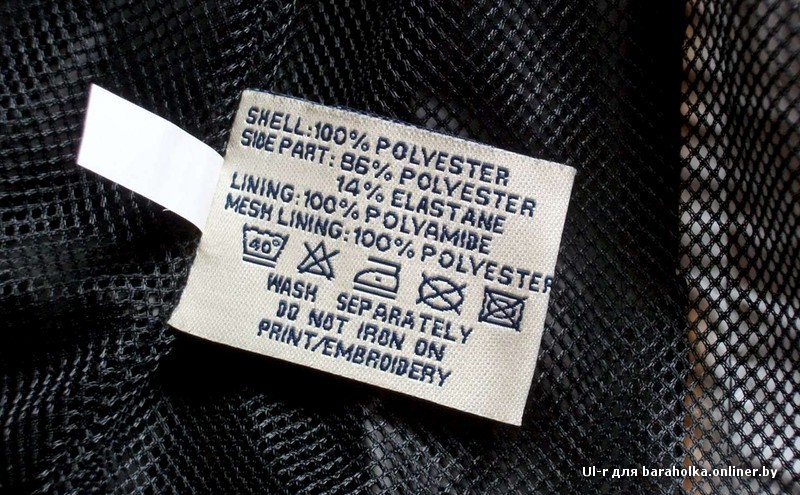 SHELL: 100% POLYESTER
SIDE PART: 86% POLYESTER
14% ELASTANE
LINING: 100% POLYAMIDE
MESH LINING: 100% POLYESTER
40°
WASH SEPARATELY
DO NOT IRON ON
PRINT/EMBROIDERY
Ul-r для baraholka.onliner.by